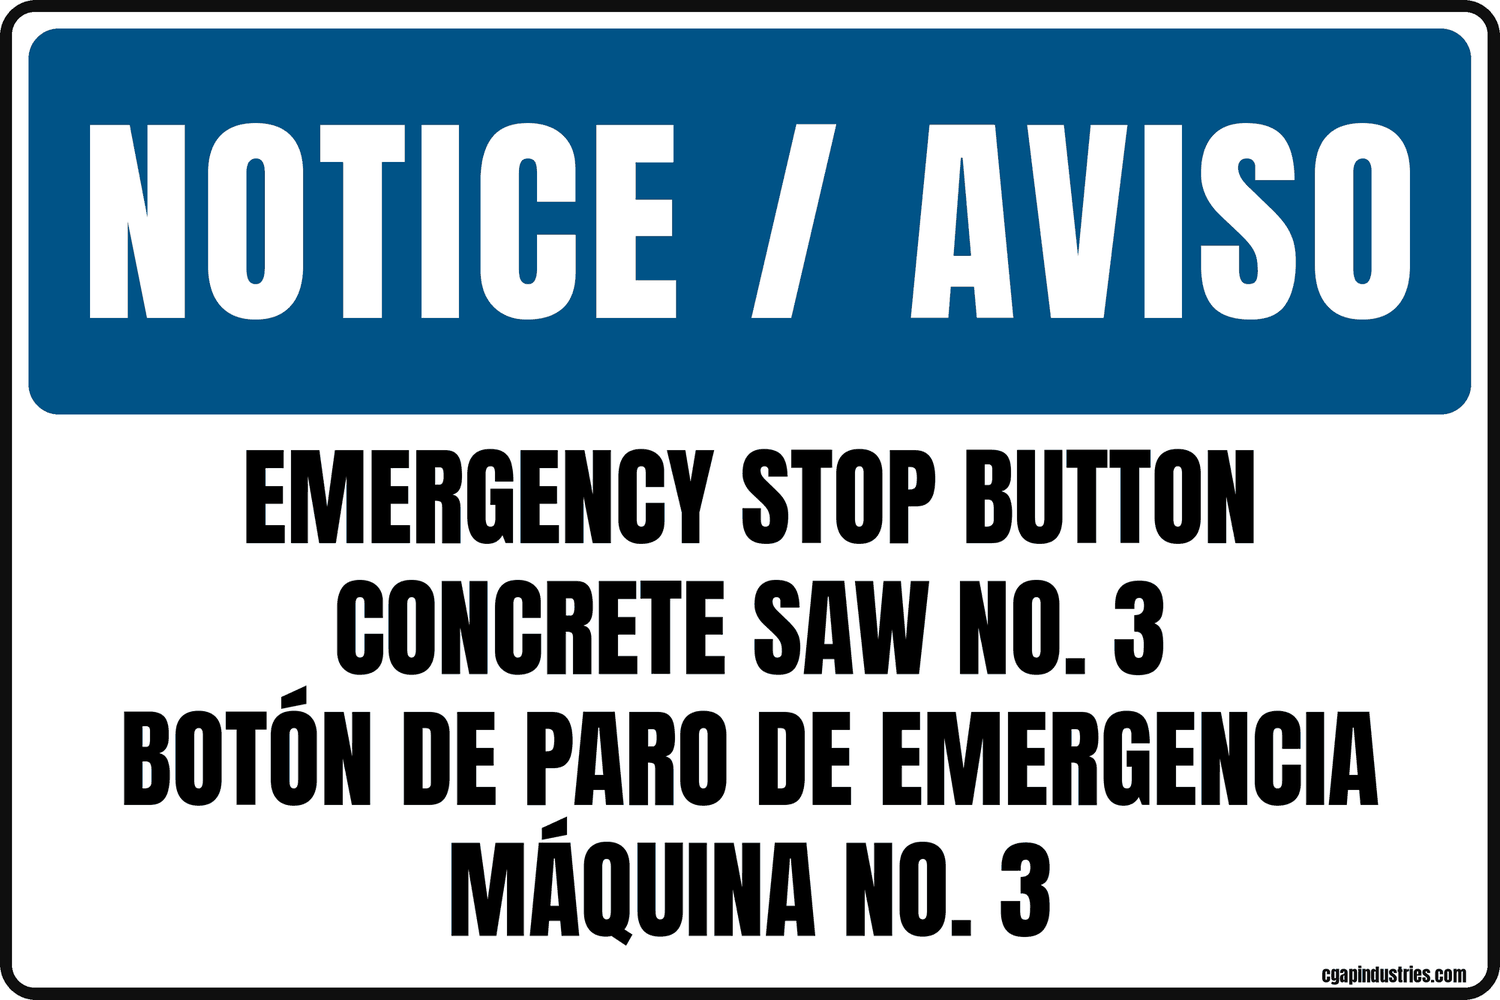 NOTICE / AVISO
EMERGENCY STOP BUTTON
CONCRETE SAW NO. 3
BOTÓN DE PARO DE EMERGENCIA
MÁQUINA NO. 3
cgapindustries.com